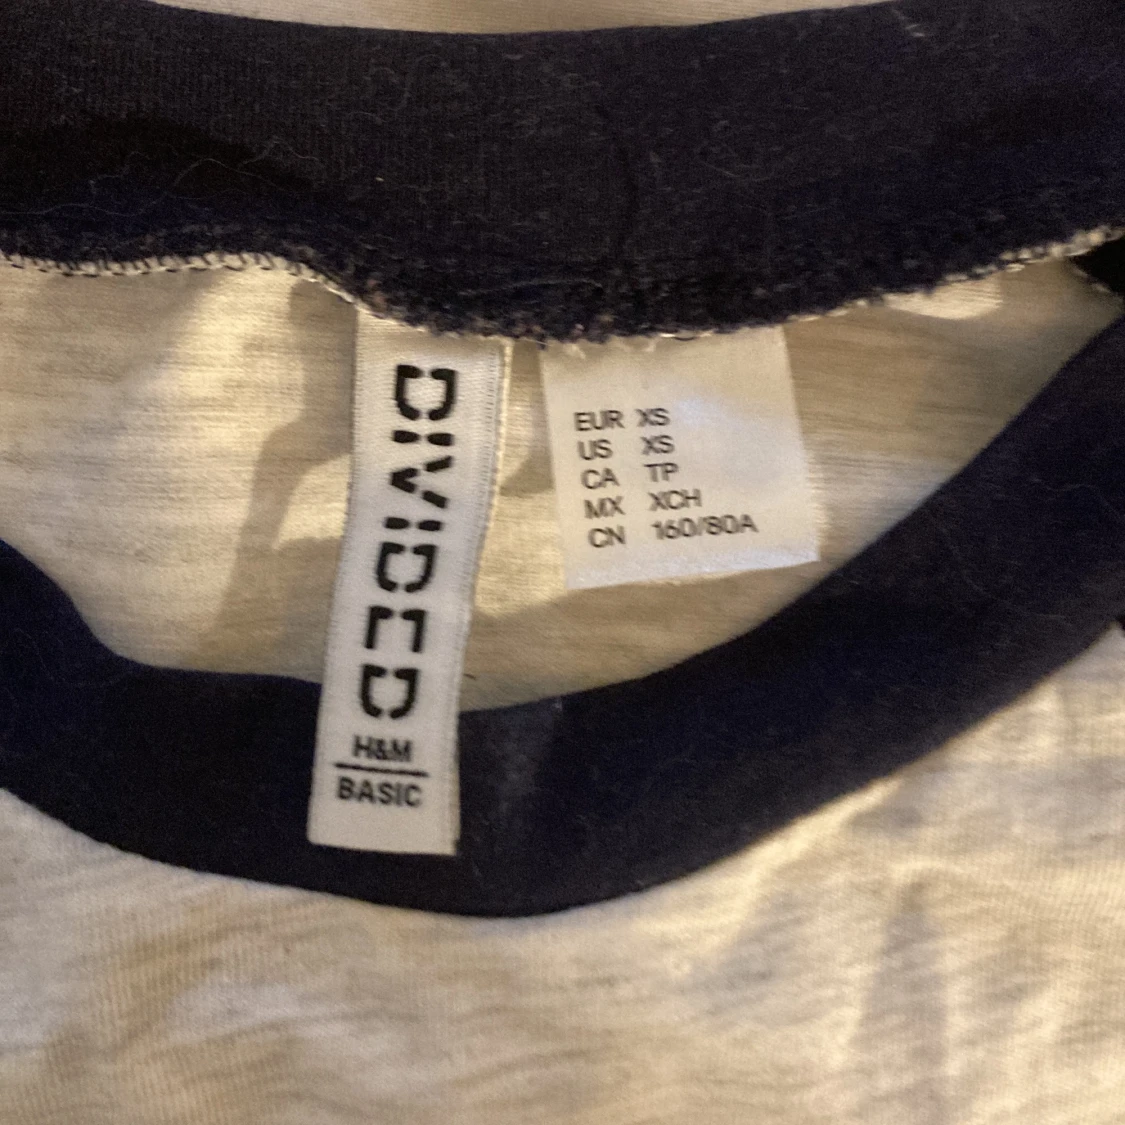 DIVIDED
H&M
BASIC
EUR XS
US XS
CA TP
MX XCH
CN 160/80A